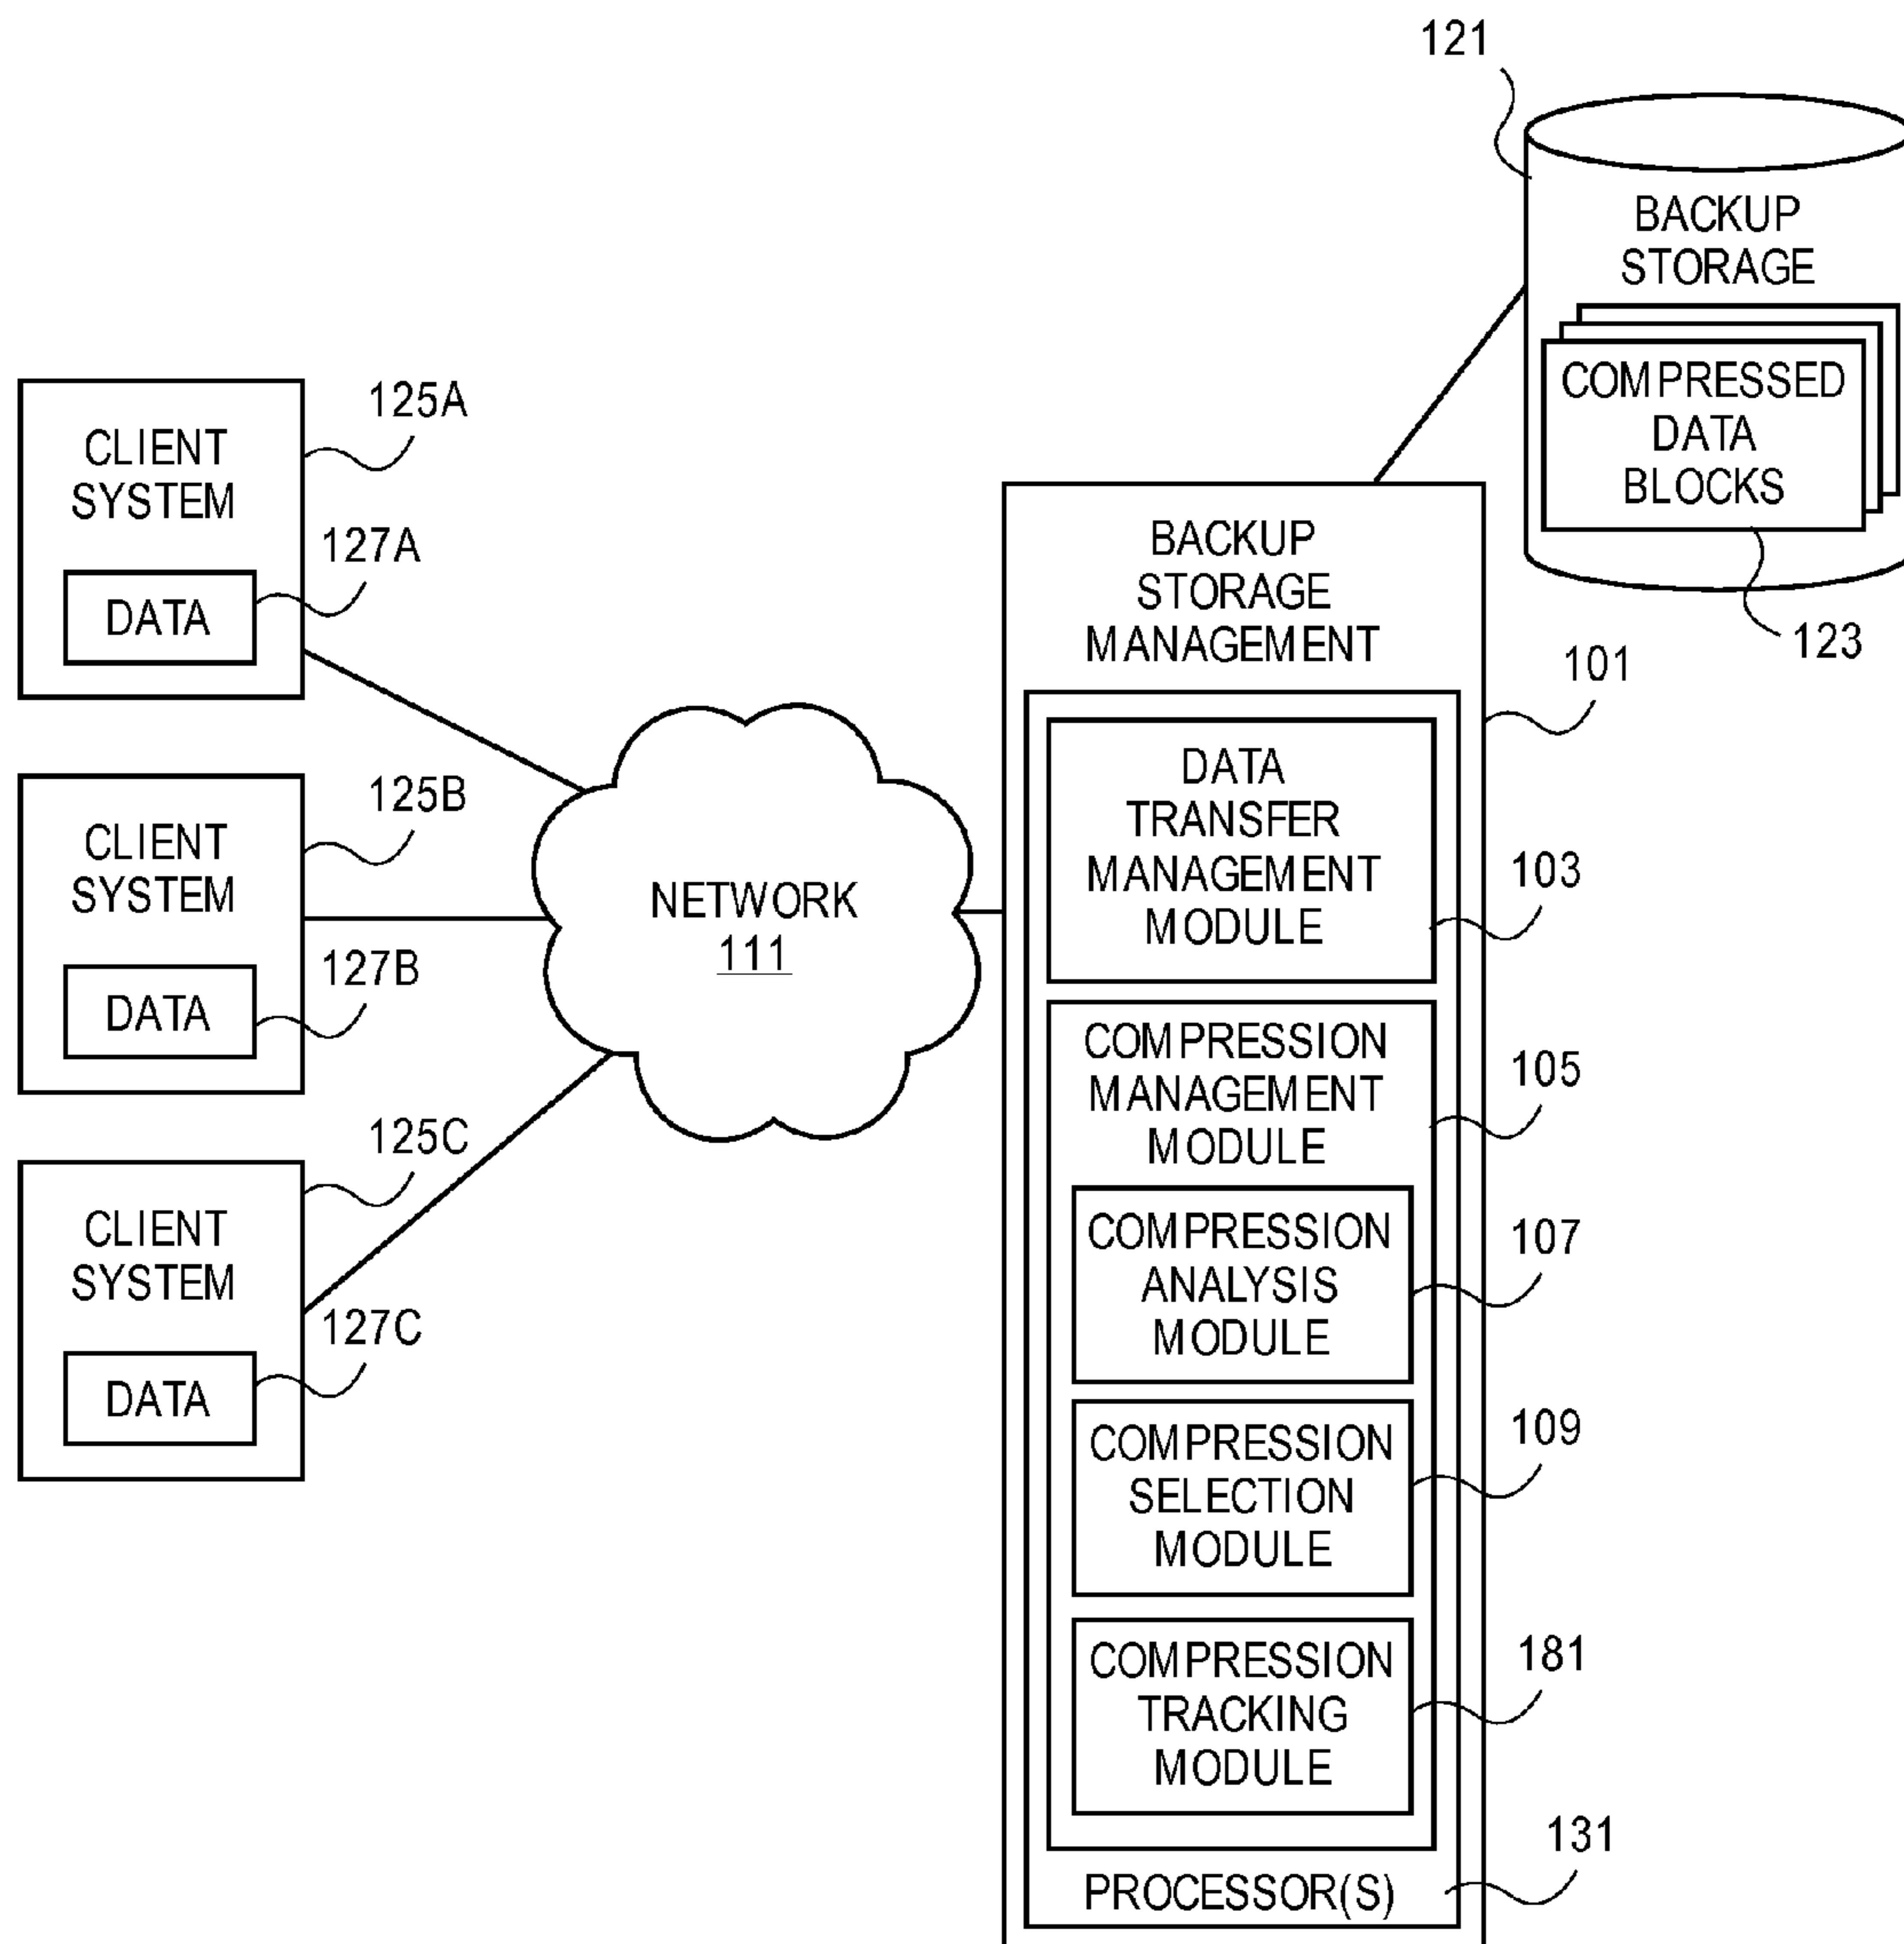 121
BACKUP
STORAGE
COMPRESSED
DATA
BLOCKS
123
125A
CLIENT
SYSTEM
127A
DATA
125B
CLIENT
SYSTEM
127B
DATA
125C
CLIENT
SYSTEM
127C
DATA
NETWORK
111
BACKUP
STORAGE
MANAGEMENT
101
DATA
TRANSFER
MANAGEMENT
MODULE
103
COMPRESSION
MANAGEMENT
MODULE
105
COMPRESSION
ANALYSIS
MODULE
107
COMPRESSION
SELECTION
MODULE
109
COMPRESSION
TRACKING
MODULE
181
PROCESSOR(S)
131